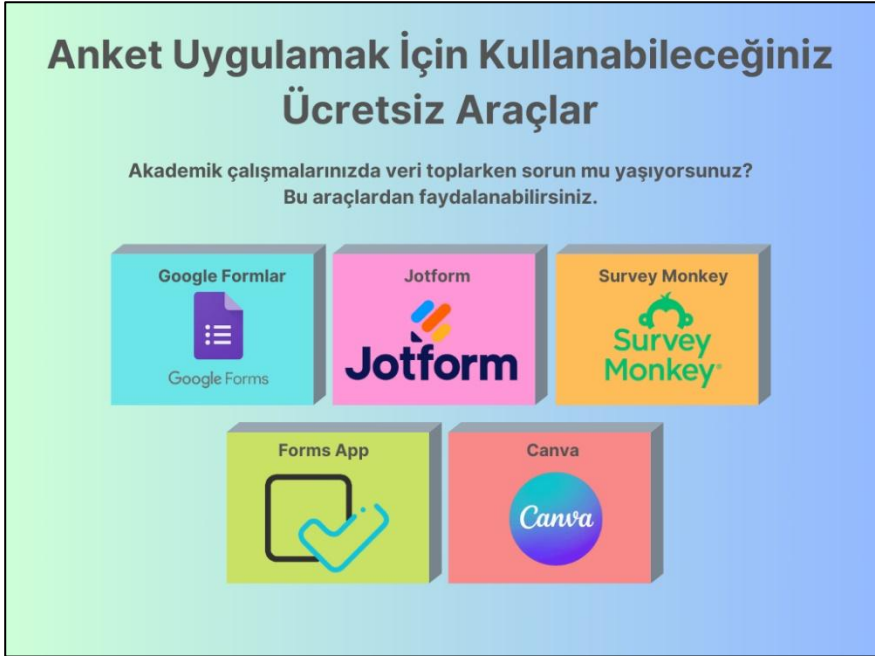 Anket Uygulamak İçin Kullanabileceğiniz
Ücretsiz Araçlar
Akademik çalışmalarınızda veri toplarken sorun mu yaşıyorsunuz?
Bu araçlardan faydalanabilirsiniz.
Google Formlar
Google Forms
Jotform
Jotform
Survey Monkey
Survey
Monkey
Forms App
Canva
Canva